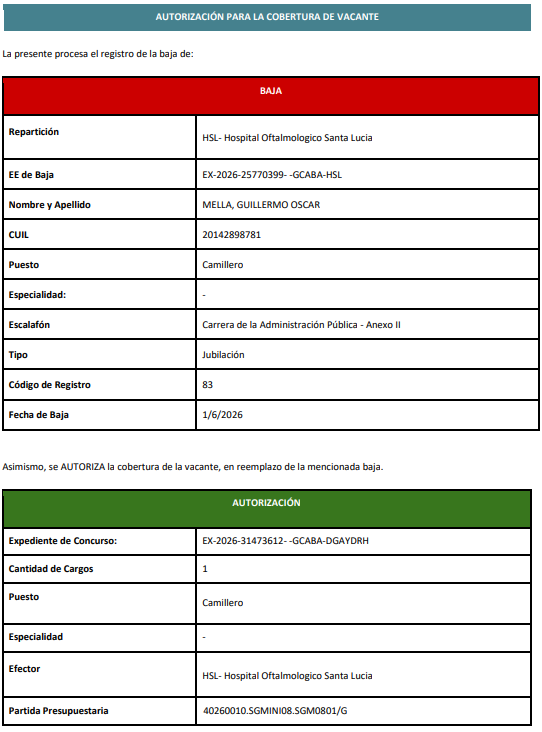 AUTORIZACIÓN PARA LA COBERTURA DE VACANTE
La presente procesa el registro de la baja de:
BAJA
Repartición
HSL- Hospital Oftalmologico Santa Lucia
EE de Baja
EX-2026-25770399- -GCABA-HSL
Nombre y Apellido
MELLA, GUILLERMO OSCAR
CUIL
20142898781
Puesto
Camillero
Especialidad:
-
Escalafón
Carrera de la Administración Pública - Anexo II
Tipo
Jubilación
Código de Registro
83
Fecha de Baja
1/6/2026
Asimismo, se AUTORIZA la cobertura de la vacante, en reemplazo de la mencionada baja.
AUTORIZACIÓN
Expediente de Concurso:
EX-2026-31473612- -GCABA-DGAYDRH
Cantidad de Cargos
1
Puesto
Camillero
Especialidad
-
Efector
HSL- Hospital Oftalmologico Santa Lucia
Partida Presupuestaria
40260010.SGMINI08.SGM0801/G